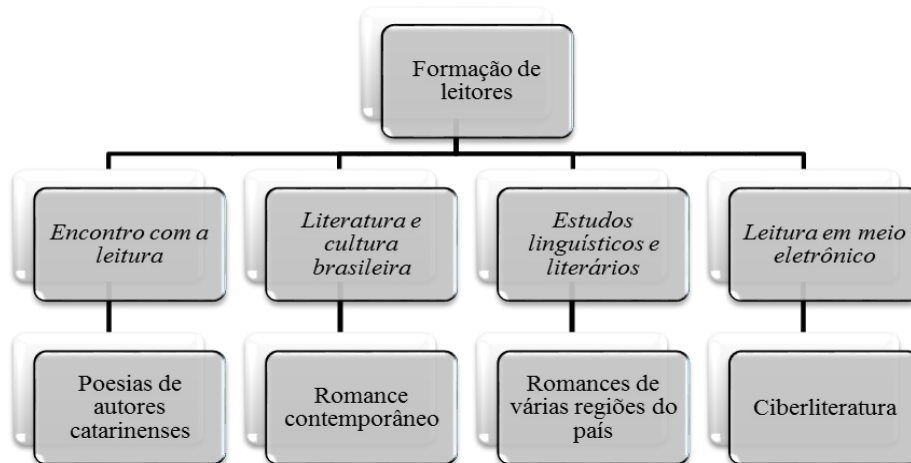 Formação de
leitores
Encontro com a
leitura
Literatura e
cultura
brasileira
Estudos
linguísticos e
literários
Leitura em meio
eletrônico
Poesias de
autores
catarinenses
Romance
contemporâneo
Romances de
várias regiões do
país
Ciberliteratura